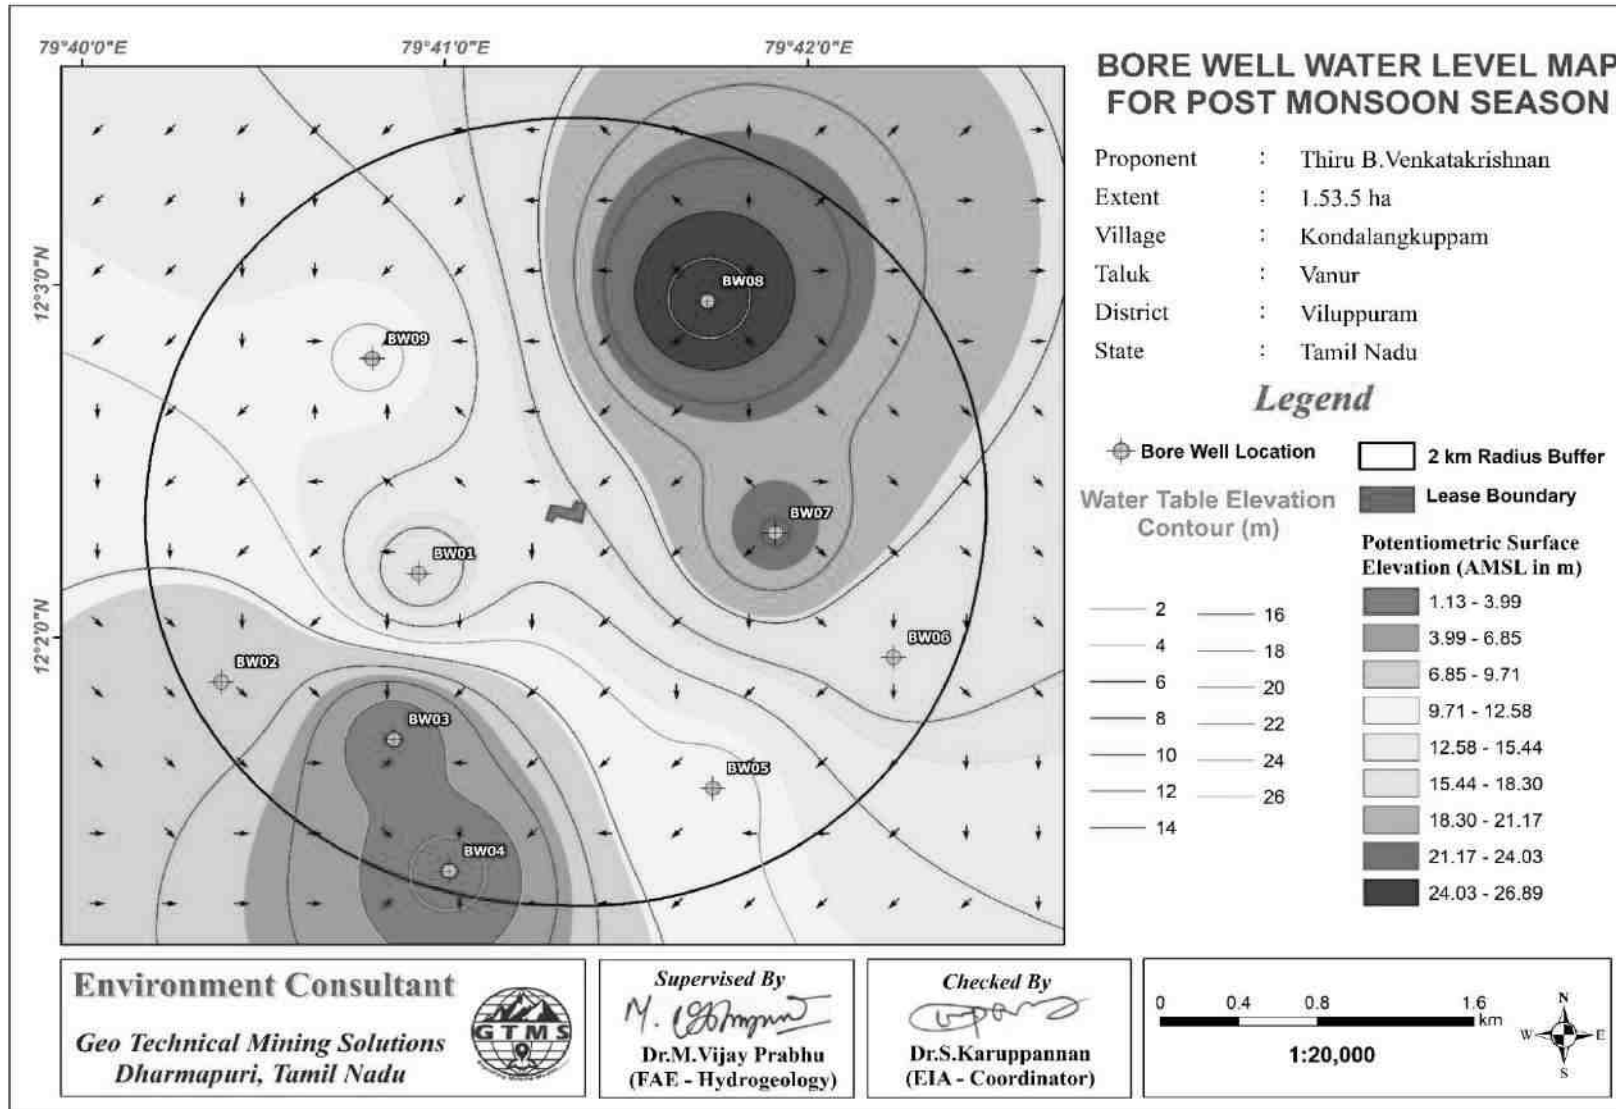 79°40'0"E
79°41'0"E
79°42'0"E
12°3'0"N
12°2'0"N
BW08
BW09
BW07
BW01
BW06
BW02
BW03
BW05
BW04
BORE WELL WATER LEVEL MAP
FOR POST MONSOON SEASON
Proponent : Thiru B.Venkatakrishnan
Extent : 1.53.5 ha
Village : Kondalangkuppam
Taluk : Vanur
District : Viluppuram
State : Tamil Nadu
Legend
Bore Well Location
2 km Radius Buffer
Lease Boundary
Water Table Elevation
Contour (m)
2
4
6
8
10
12
14
16
18
20
22
24
26
Potentiometric Surface
Elevation (AMSL in m)
1.13 - 3.99
3.99 - 6.85
6.85 - 9.71
9.71 - 12.58
12.58 - 15.44
15.44 - 18.30
18.30 - 21.17
21.17 - 24.03
24.03 - 26.89
Environment Consultant
Geo Technical Mining Solutions
Dharmapuri, Tamil Nadu
GTMS
Supervised By
Dr.M.Vijay Prabhu
(FAE - Hydrogeology)
Checked By
Dr.S.Karuppannan
(EIA - Coordinator)
0 0.4 0.8 1.6
km
1:20,000
N
W E
S